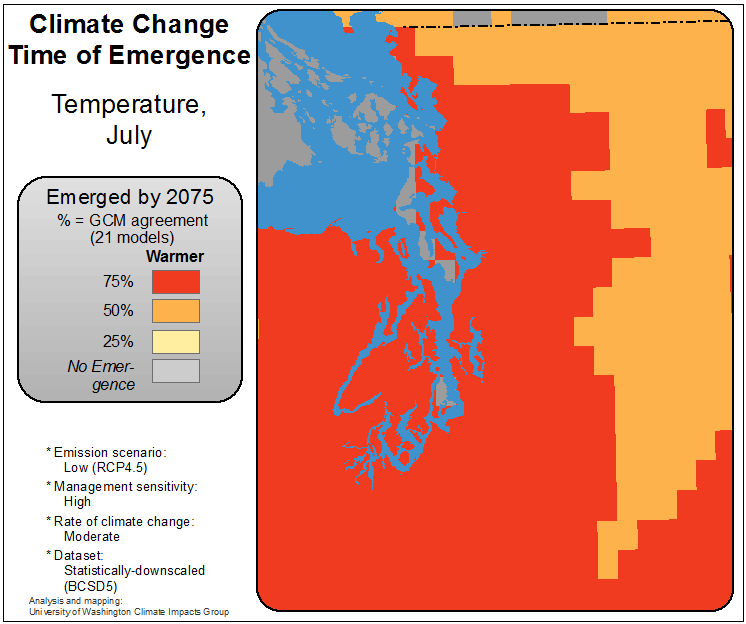 Climate Change
Time of Emergence
Temperature,
July
Emerged by 2075
% = GCM agreement
(21 models)
Warmer
75%
50%
25%
No Emer-
gence
* Emission scenario:
Low (RCP4.5)
* Management sensitivity:
High
* Rate of climate change:
Moderate
* Dataset:
Statistically-downscaled
(BCSD5)
Analysis and mapping:
University of Washington Climate Impacts Group